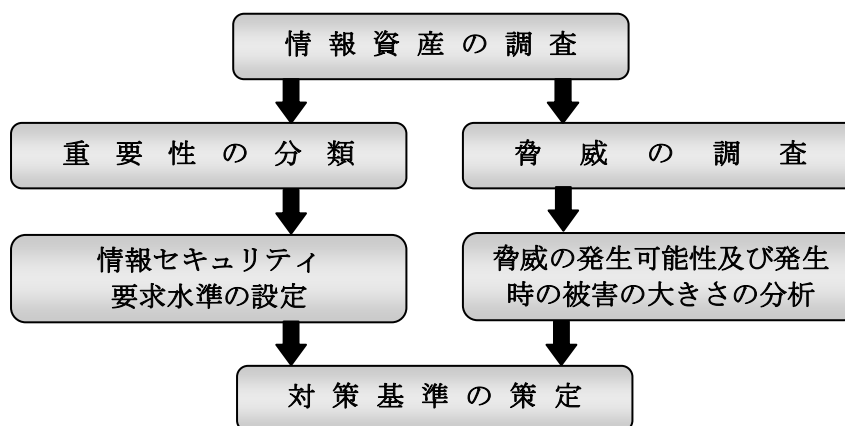 情報資産の調査
重要性の分類
脅威の調査
情報セキュリティ
要求水準の設定
脅威の発生可能性及び発生
時の被害の大きさの分析
対策基準の策定